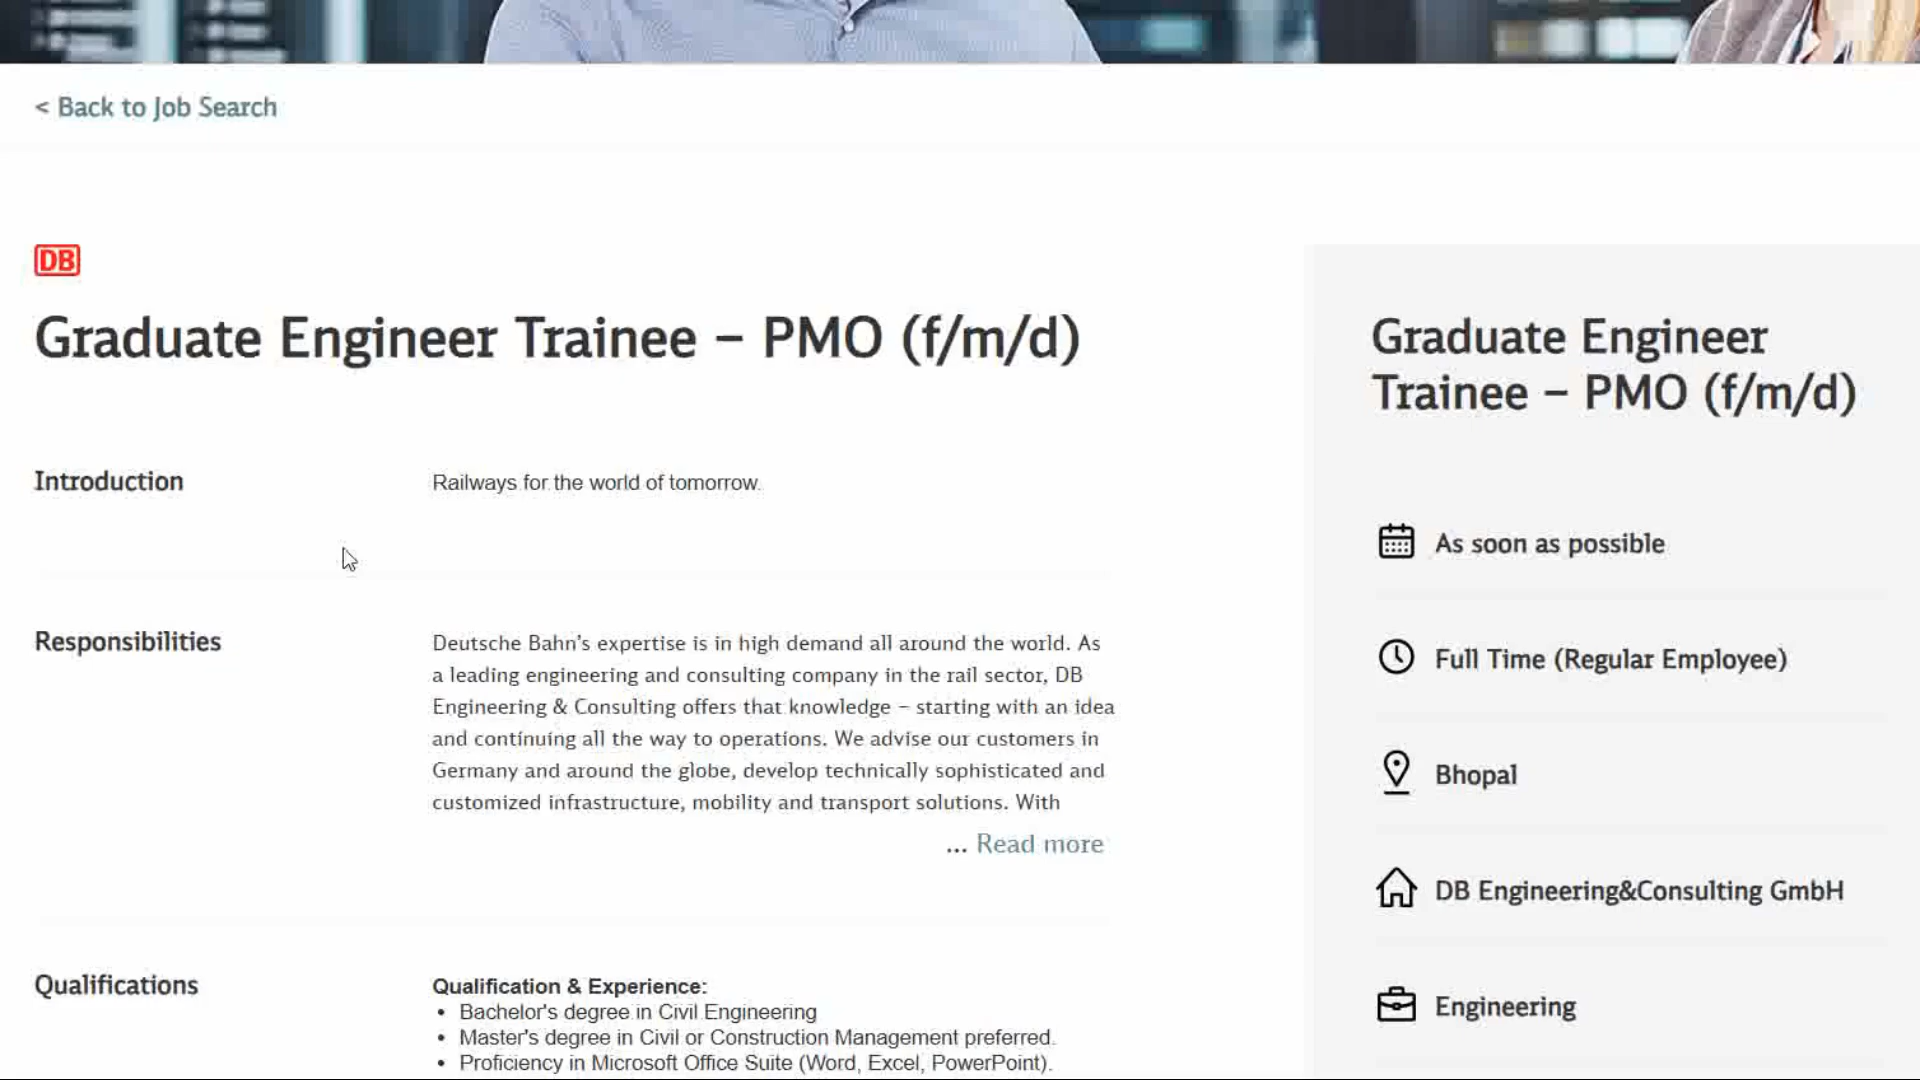 < Back to Job Search
DB
Graduate Engineer Trainee – PMO (f/m/d)
Introduction
Railways for the world of tomorrow.
Responsibilities
Deutsche Bahn’s expertise is in high demand all around the world. As
a leading engineering and consulting company in the rail sector, DB
Engineering & Consulting offers that knowledge – starting with an idea
and continuing all the way to operations. We advise our customers in
Germany and around the globe, develop technically sophisticated and
customized infrastructure, mobility and transport solutions. With
... Read more
Qualifications
Qualification & Experience:
• Bachelor's degree in Civil Engineering
• Master's degree in Civil or Construction Management preferred.
• Proficiency in Microsoft Office Suite (Word, Excel, PowerPoint).
Graduate Engineer
Trainee – PMO (f/m/d)
As soon as possible
Full Time (Regular Employee)
Bhopal
DB Engineering&Consulting GmbH
Engineering